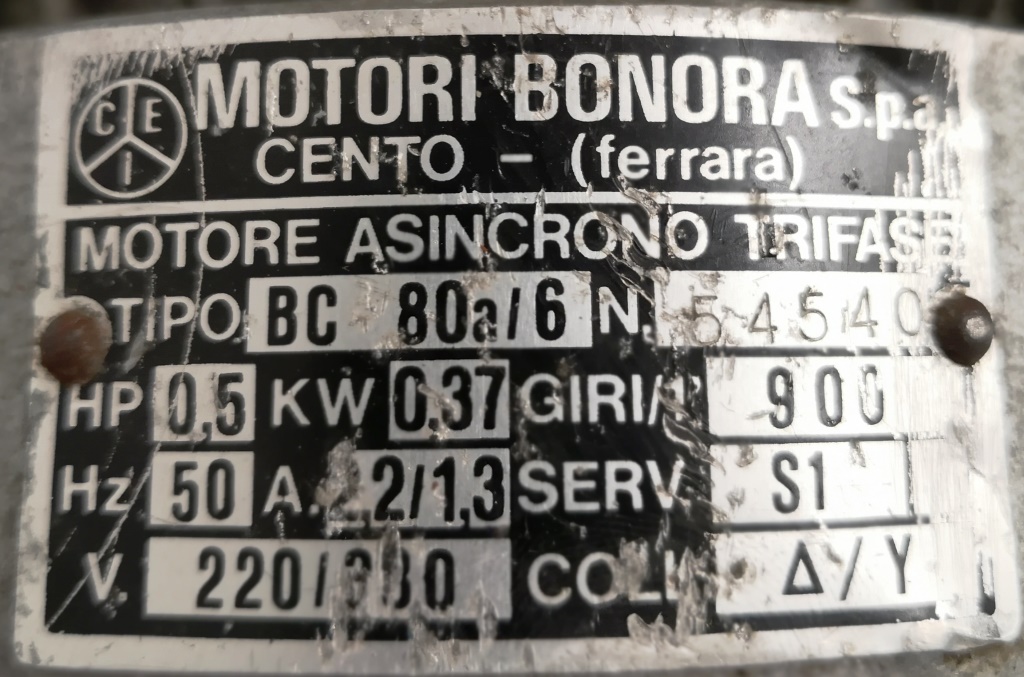 CEI
MOTORI BONORA S.p.a.
CENTO - (ferrara)
MOTORE ASINCRONO TRIFASE
TIPO BC 80a/6 N. 54540
HP 0,5 KW 0.37 GIRI/1' 900
Hz 50 A. 2/1,3 SERV. S1
V 220/380 COLL. Δ/Y